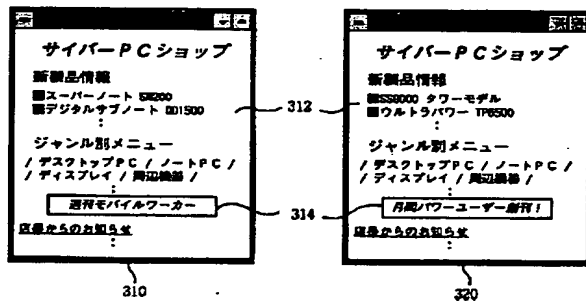 サイバーPCショップ
新製品情報
■スーパーノート SN200
■デジタルサブノート DD1500
⋮
ジャンル別メニュー
/ デスクトップPC / ノートPC /
/ ディスプレイ / 周辺機器 /
⋮
週刊モバイルワーカー
店長からのお知らせ
⋮
310
312
314
サイバーPCショップ
新製品情報
■SS9000 タワーモデル
■ウルトラパワー TP6500
⋮
ジャンル別メニュー
/ デスクトップPC / ノートPC /
/ ディスプレイ / 周辺機器 /
⋮
月刊パワーユーザー創刊!
店長からのお知らせ
⋮
320